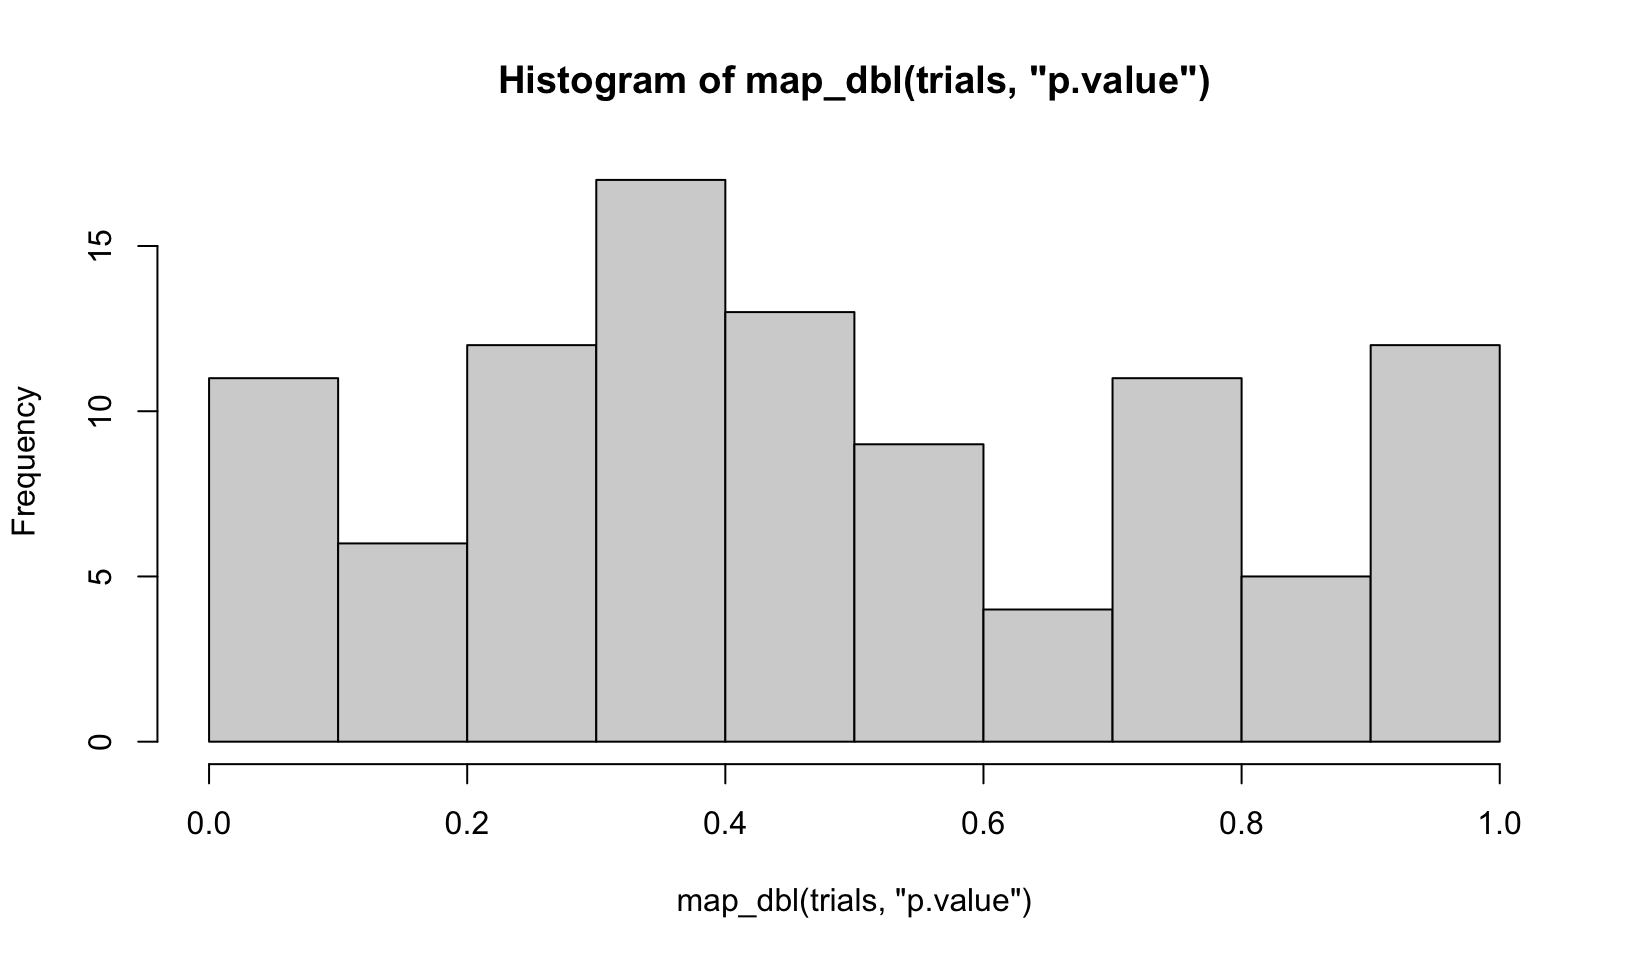 Histogram of map_dbl(trials, "p.value")
Frequency
15
10
5
0
0.0 0.2 0.4 0.6 0.8 1.0
map_dbl(trials, "p.value")